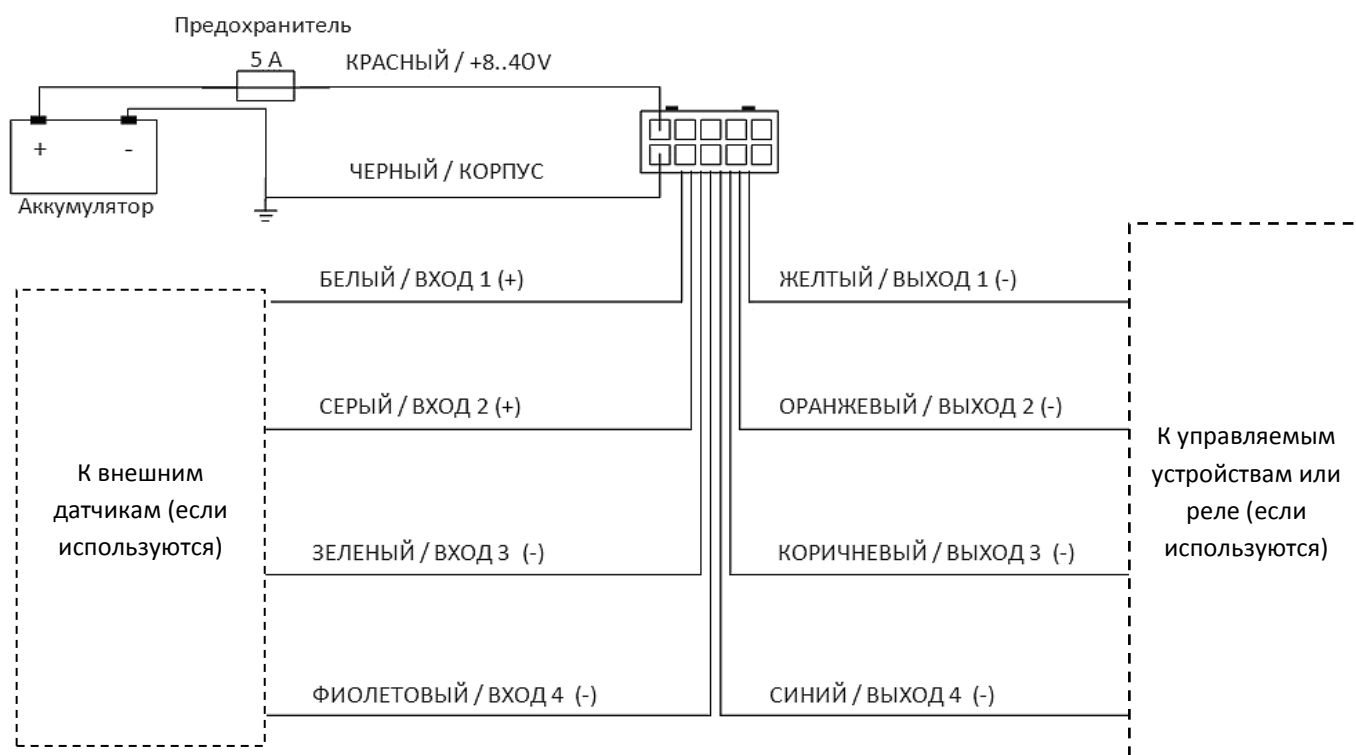 Предохранитель
5 А
КРАСНЫЙ / +8..40V
+
-
ЧЕРНЫЙ / КОРПУС
Аккумулятор
БЕЛЫЙ / ВХОД 1 (+)
ЖЕЛТЫЙ / ВЫХОД 1 (-)
СЕРЫЙ / ВХОД 2 (+)
ОРАНЖЕВЫЙ / ВЫХОД 2 (-)
К внешним
датчикам (если
используются)
К управляемым
устройствам или
реле (если
используются)
ЗЕЛЕНЫЙ / ВХОД 3 (-)
КОРИЧНЕВЫЙ / ВЫХОД 3 (-)
ФИОЛЕТОВЫЙ / ВХОД 4 (-)
СИНИЙ / ВЫХОД 4 (-)